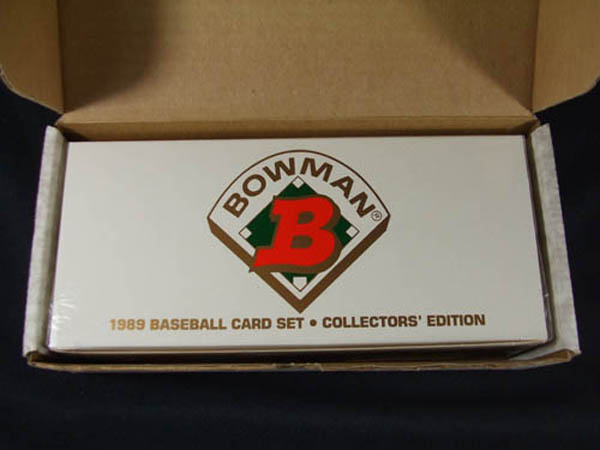 BOWMAN®
B
1989 BASEBALL CARD SET • COLLECTORS' EDITION